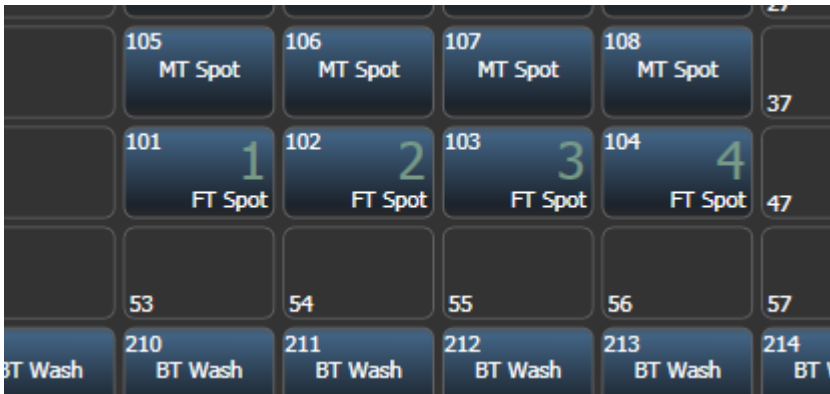 105 106 107 108
MT Spot MT Spot MT Spot MT Spot
37
101 1 102 2 103 3 104 4
FT Spot FT Spot FT Spot FT Spot 47
53 54 55 56 57
210 211 212 213 214
BT Wash BT Wash BT Wash BT Wash BT Wash BT